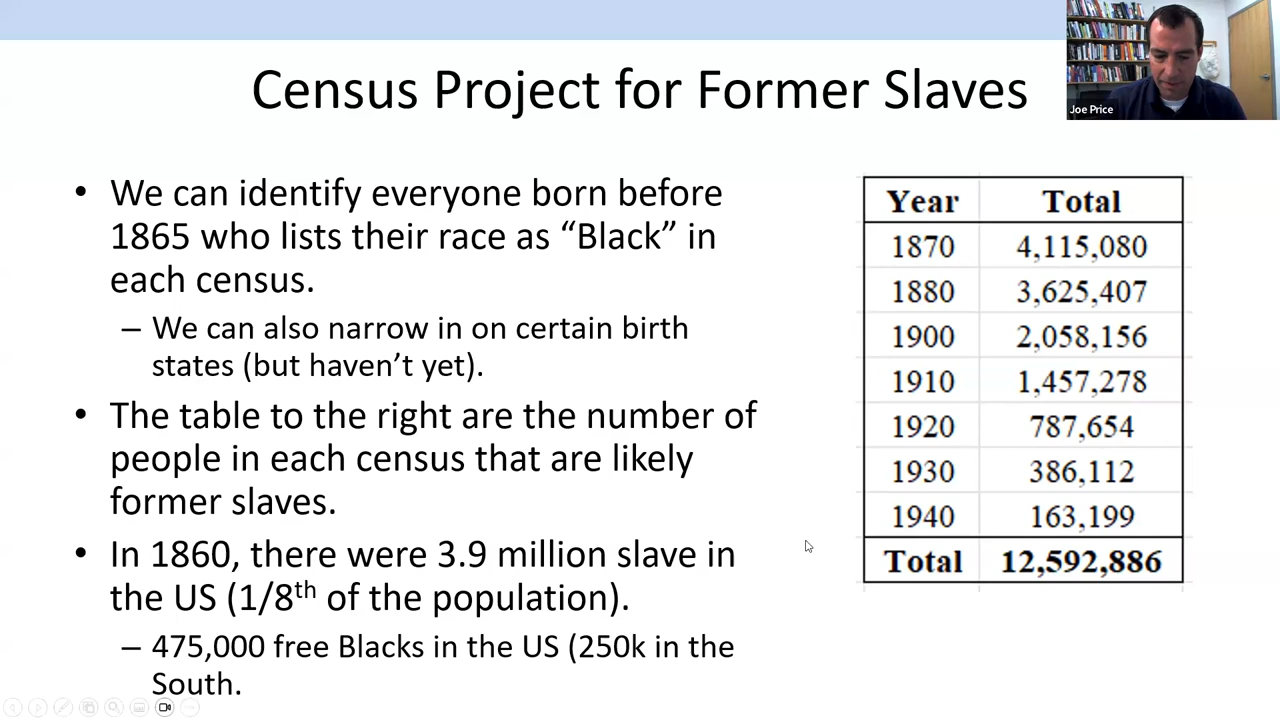 Census Project for Former Slaves
Joe Price
• We can identify everyone born before
1865 who lists their race as “Black” in
each census.
– We can also narrow in on certain birth
states (but haven’t yet).
• The table to the right are the number of
people in each census that are likely
former slaves.
• In 1860, there were 3.9 million slave in
the US (1/8th of the population).
– 475,000 free Blacks in the US (250k in the
South.
Year Total
1870 4,115,080
1880 3,625,407
1900 2,058,156
1910 1,457,278
1920 787,654
1930 386,112
1940 163,199
Total 12,592,886